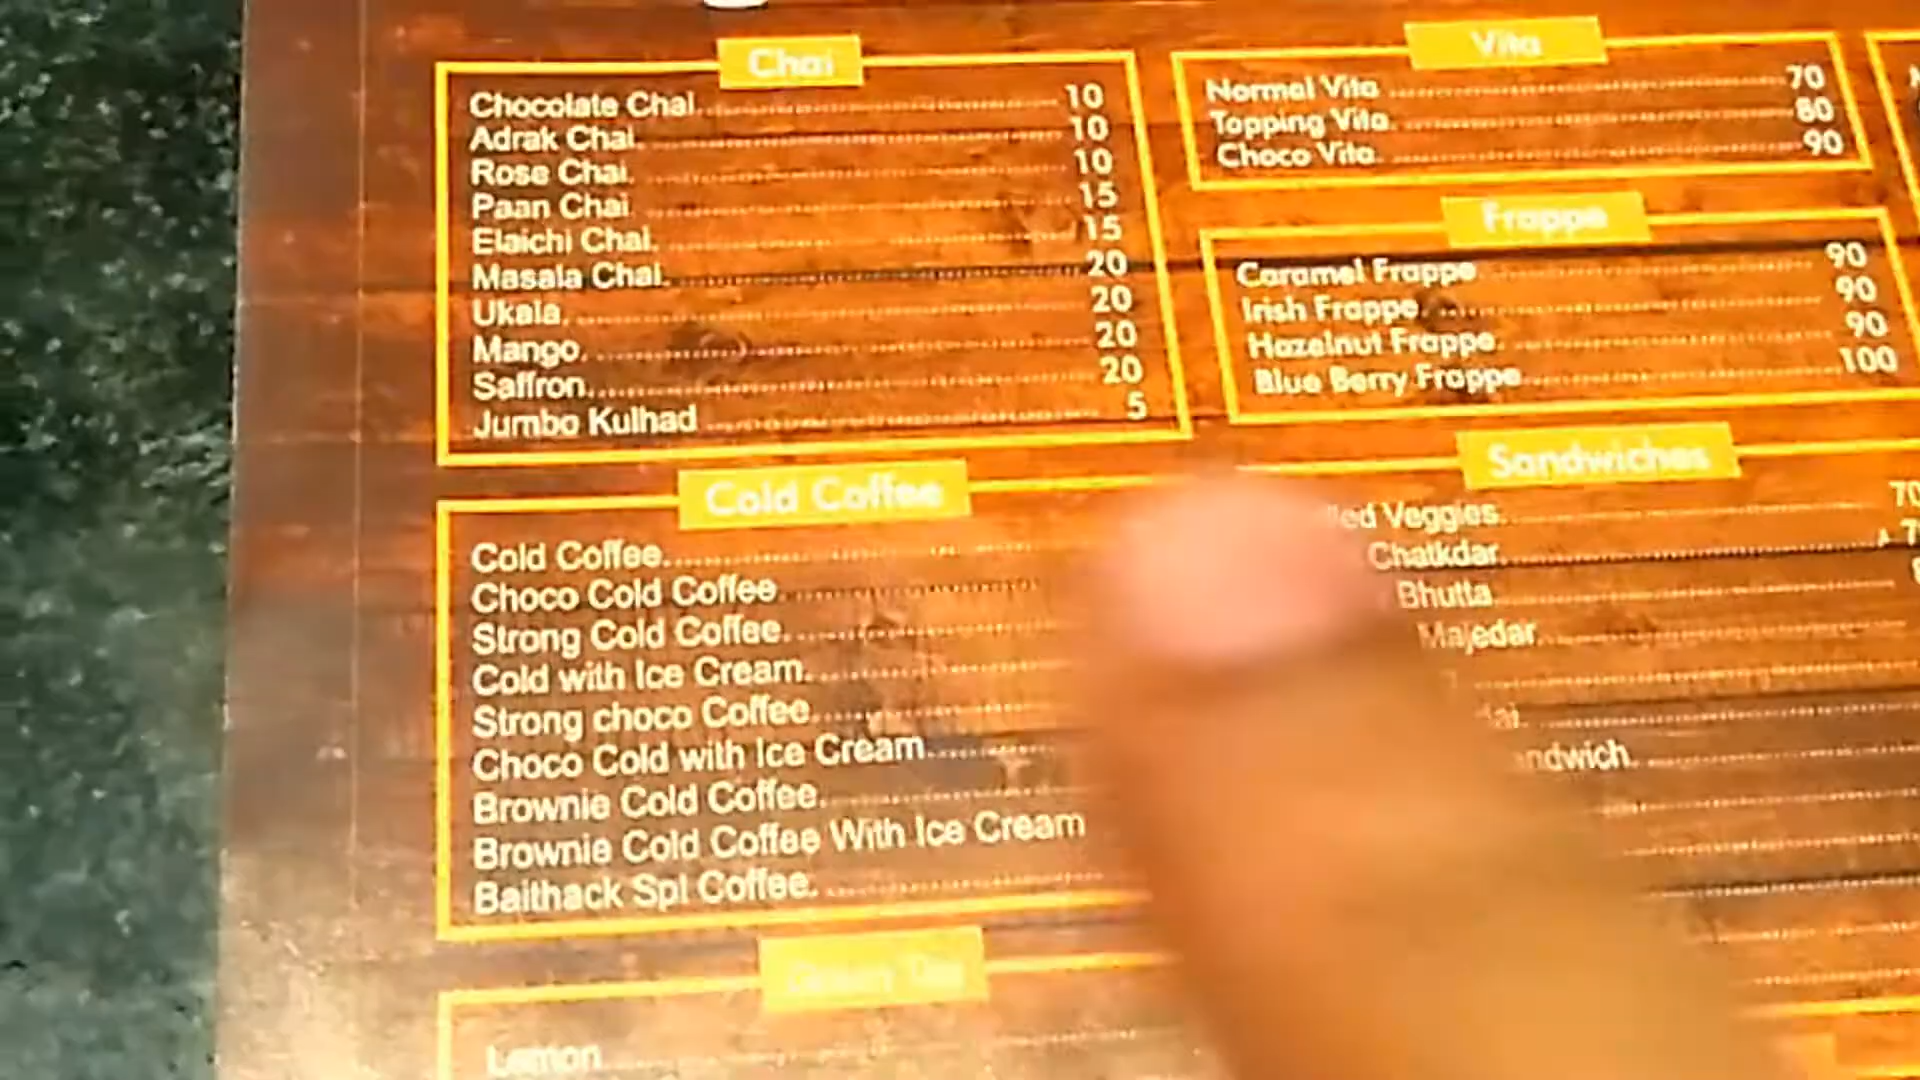 Chai
Chocolate Chai 10
Adrak Chai 10
Rose Chai 10
Paan Chai 15
Elaichi Chai 15
Masala Chai 20
Ukala 20
Mango 20
Saffron 20
Jumbo Kulhad 5
Vita
Normal Vita 70
Topping Vita 80
Choco Vita 90
Frappe
Caramel Frappe 90
Irish Frappe 90
Hazelnut Frappe 90
Blue Berry Frappe 100
Cold Coffee
Cold Coffee
Choco Cold Coffee
Strong Cold Coffee
Cold with Ice Cream
Strong choco Coffee
Choco Cold with Ice Cream
Brownie Cold Coffee
Brownie Cold Coffee With Ice Cream
Baithack Spl Coffee
Sandwiches
Veggies 70
Chatkdar
Bhutta
Majedar
Green Tea
Lemon